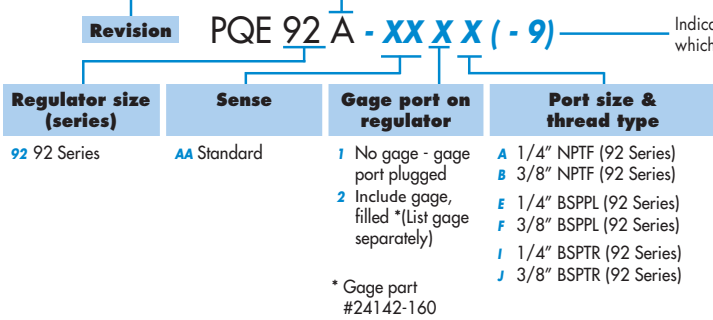 Revision
PQE 92 A - XX X X ( - 9)
which
Regulator size
(series)
92 92 Series
Sense
AA Standard
Gage port on
regulator
1 No gage - gage
port plugged
2 Include gage,
filled *(List gage
separately)
* Gage part
#24142-160
Port size &
thread type
A 1/4" NPTF (92 Series)
B 3/8" NPTF (92 Series)
E 1/4" BSPPL (92 Series)
F 3/8" BSPPL (92 Series)
I 1/4" BSPTR (92 Series)
J 3/8" BSPTR (92 Series)